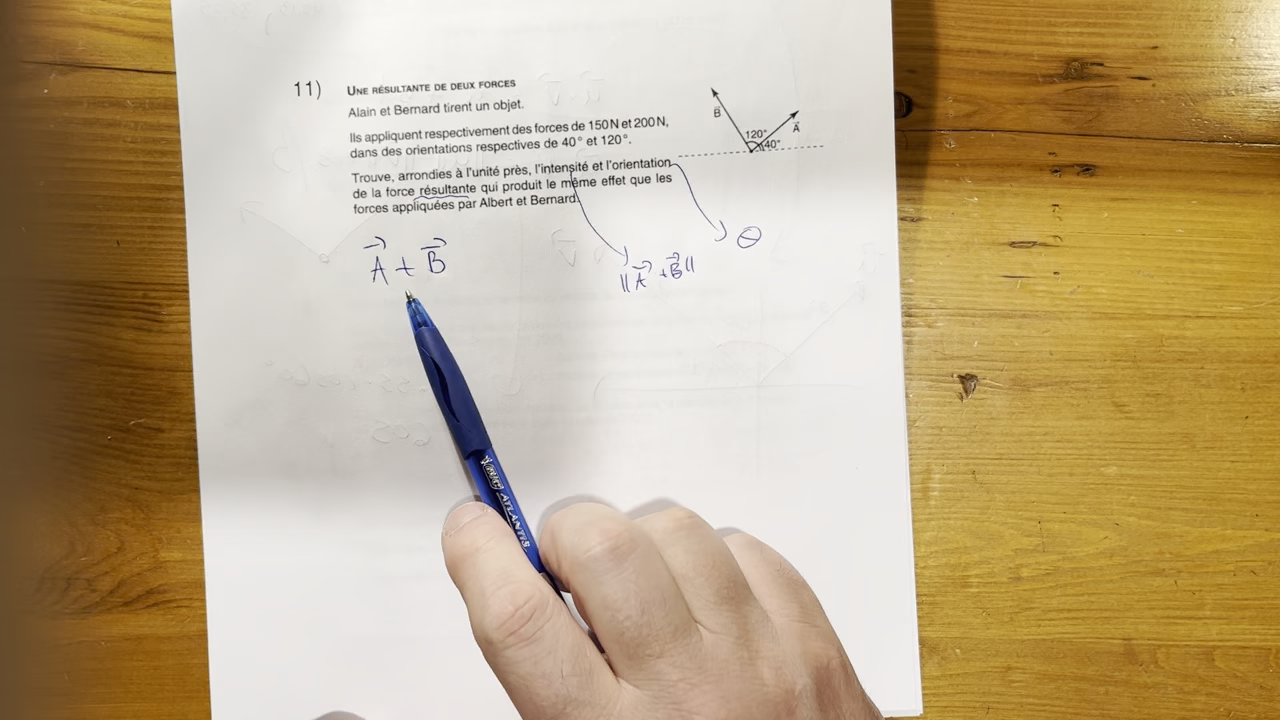 11) UNE RÉSULTANTE DE DEUX FORCES
Alain et Bernard tirent un objet.
Ils appliquent respectivement des forces de 150 N et 200 N,
dans des orientations respectives de 40° et 120°.
Trouve, arrondies à l'unité près, l'intensité et l'orientation
de la force résultante qui produit le même effet que les
forces appliquées par Albert et Bernard.
B⃗
A⃗
120°
40°
A⃗ + B⃗
||A⃗ + B⃗||
θ
ATLANTIS